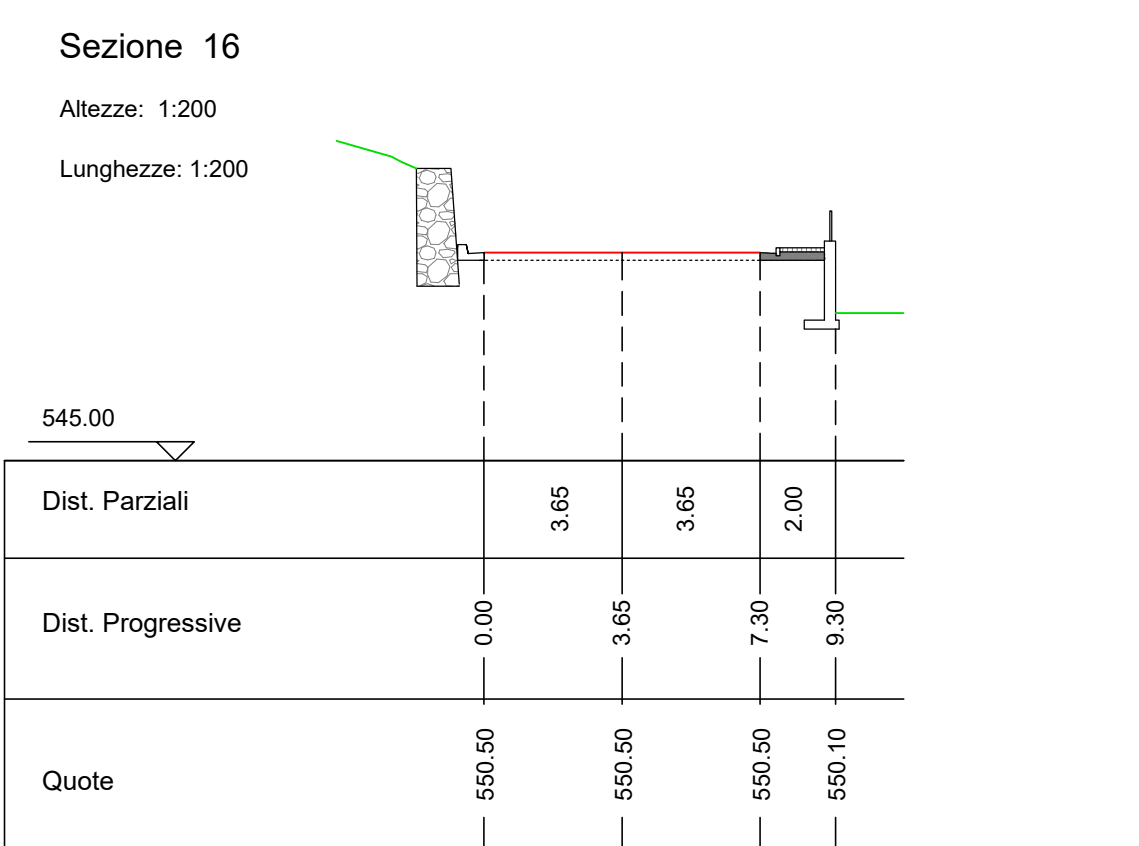 Sezione 16
Altezze: 1:200
Lunghezze: 1:200
545.00
Dist. Parziali
3.65
3.65
2.00
Dist. Progressive
0.00
3.65
7.30
9.30
Quote
550.50
550.50
550.50
550.10